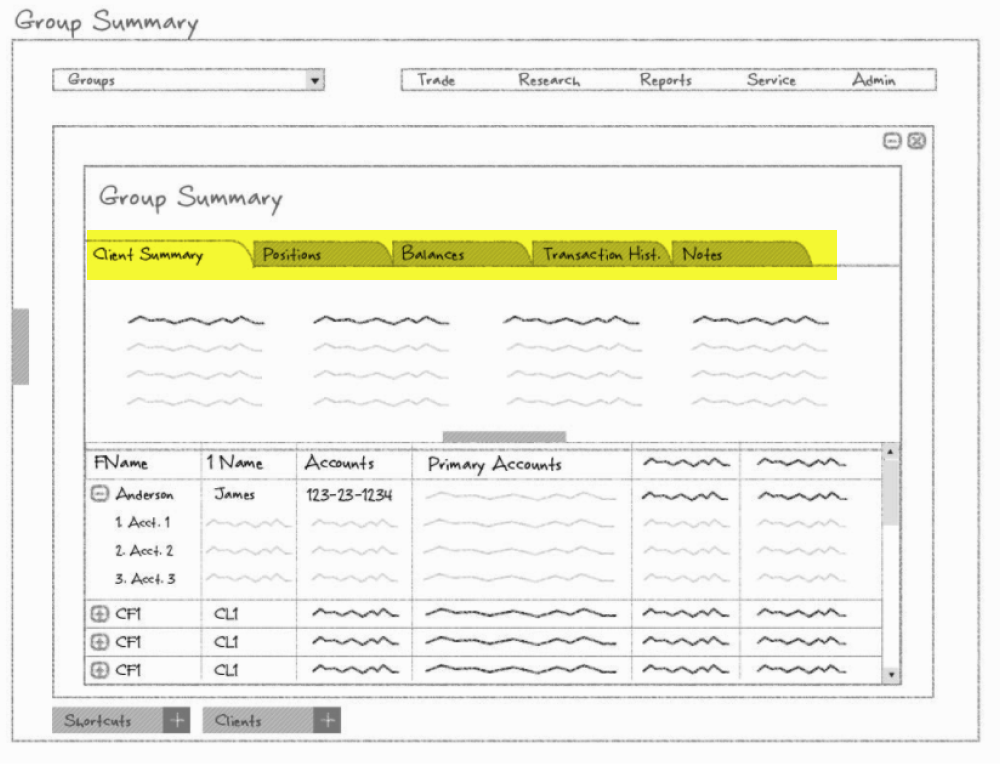 Group Summary
Groups
Trade Research Reports Service Admin
Group Summary
Client Summary Positions Balances Transaction Hist. Notes
FName 1 Name Accounts Primary Accounts
Anderson James 123-23-1234
1. Acct. 1
2. Acct. 2
3. Acct. 3
CF1 CL1
CF1 CL1
CF1 CL1
Shortcuts + Clients +